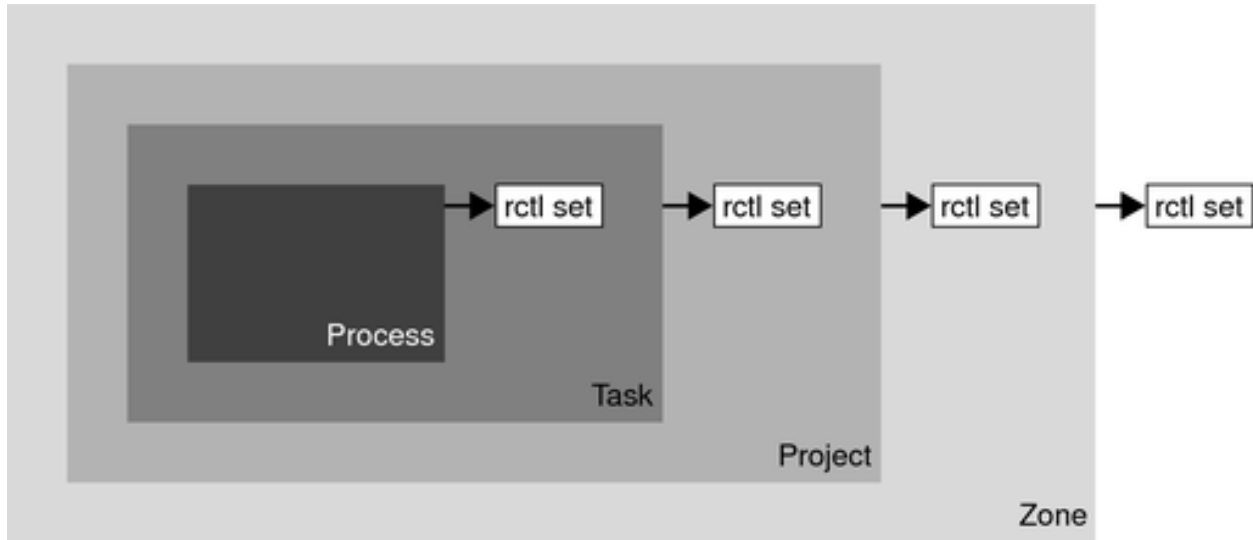 rctl set
rctl set
rctl set
rctl set
Process
Task
Project
Zone